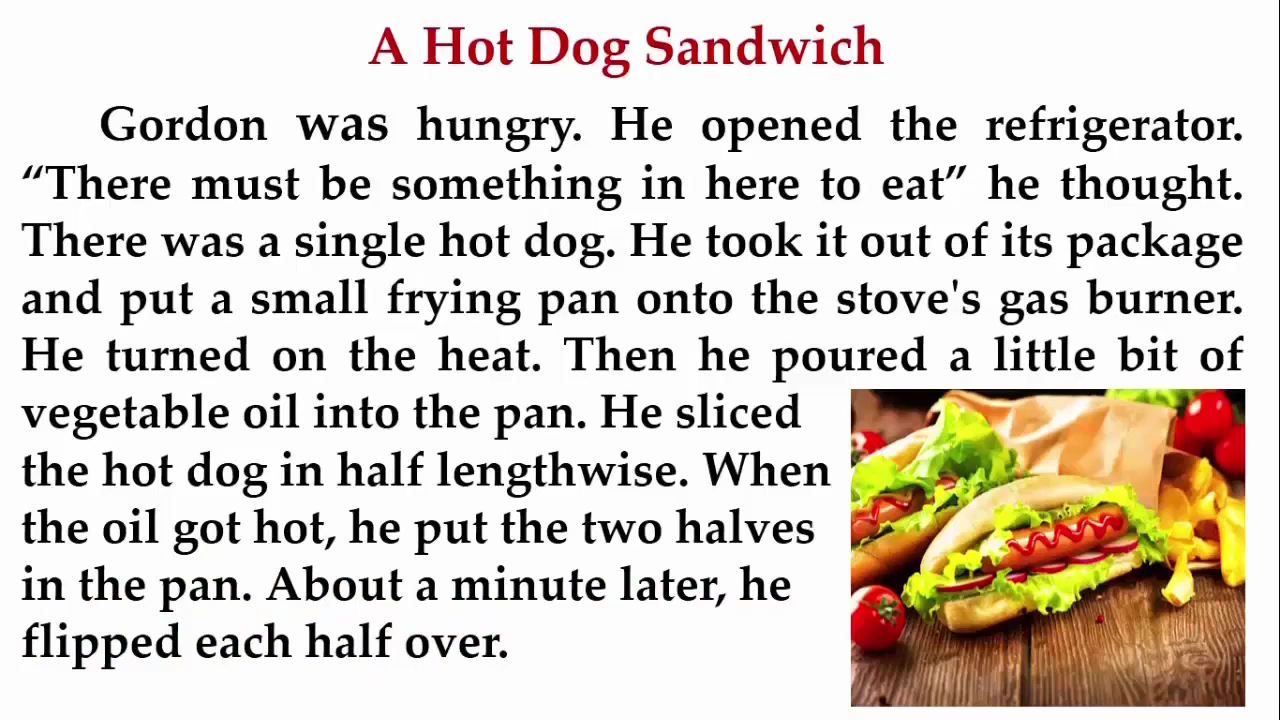 A Hot Dog Sandwich
Gordon was hungry. He opened the refrigerator.
“There must be something in here to eat” he thought.
There was a single hot dog. He took it out of its package
and put a small frying pan onto the stove's gas burner.
He turned on the heat. Then he poured a little bit of
vegetable oil into the pan. He sliced
the hot dog in half lengthwise. When
the oil got hot, he put the two halves
in the pan. About a minute later, he
flipped each half over.